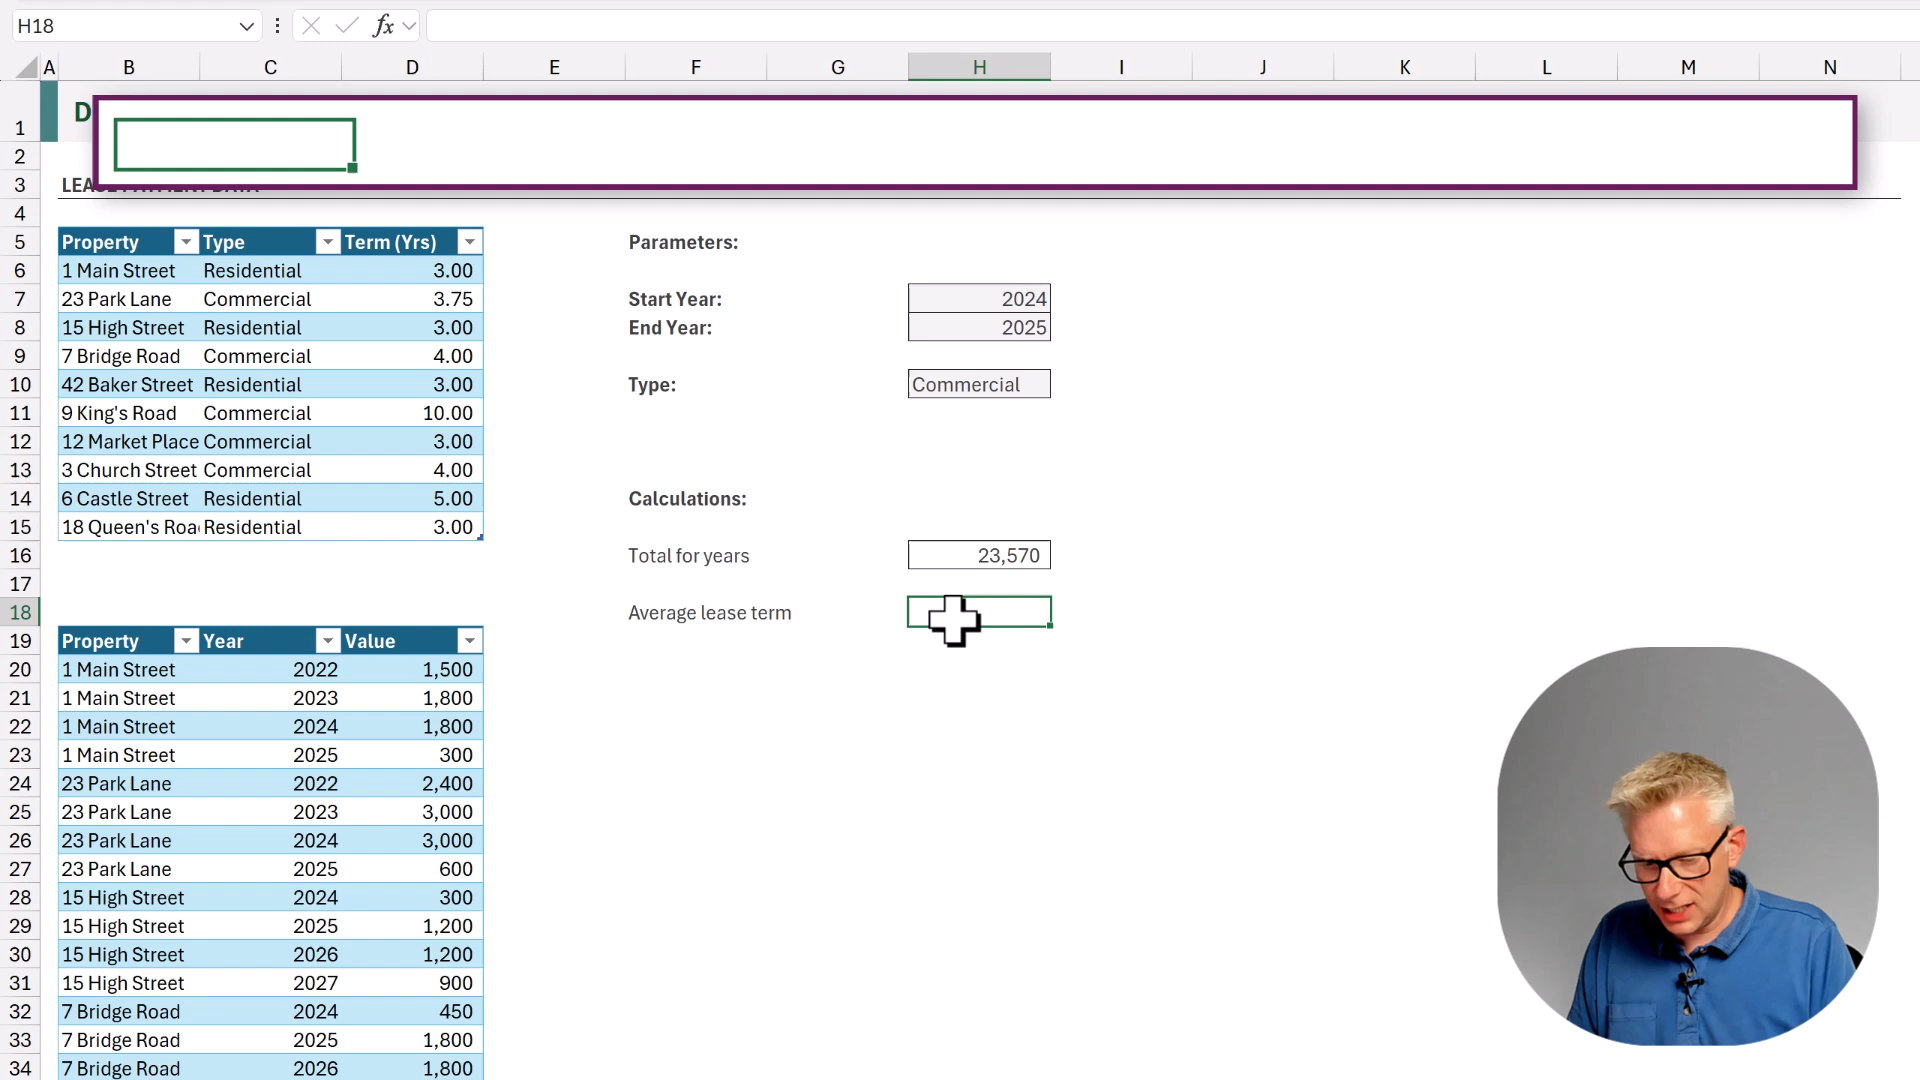 H18
fx
A B C D E F G H I J K L M N
1 D
2
3
4
5 Property Type Term (Yrs) Parameters:
6 1 Main Street Residential 3.00
7 23 Park Lane Commercial 3.75 Start Year: 2024
8 15 High Street Residential 3.00 End Year: 2025
9 7 Bridge Road Commercial 4.00
10 42 Baker Street Residential 3.00 Type: Commercial
11 9 King's Road Commercial 10.00
12 12 Market Place Commercial 3.00
13 3 Church Street Commercial 4.00
14 6 Castle Street Residential 5.00 Calculations:
15 18 Queen's Roa Residential 3.00
16 Total for years 23,570
17
18 Average lease term
19 Property Year Value
20 1 Main Street 2022 1,500
21 1 Main Street 2023 1,800
22 1 Main Street 2024 1,800
23 1 Main Street 2025 300
24 23 Park Lane 2022 2,400
25 23 Park Lane 2023 3,000
26 23 Park Lane 2024 3,000
27 23 Park Lane 2025 600
28 15 High Street 2024 300
29 15 High Street 2025 1,200
30 15 High Street 2026 1,200
31 15 High Street 2027 900
32 7 Bridge Road 2024 450
33 7 Bridge Road 2025 1,800
34 7 Bridge Road 2026 1,800